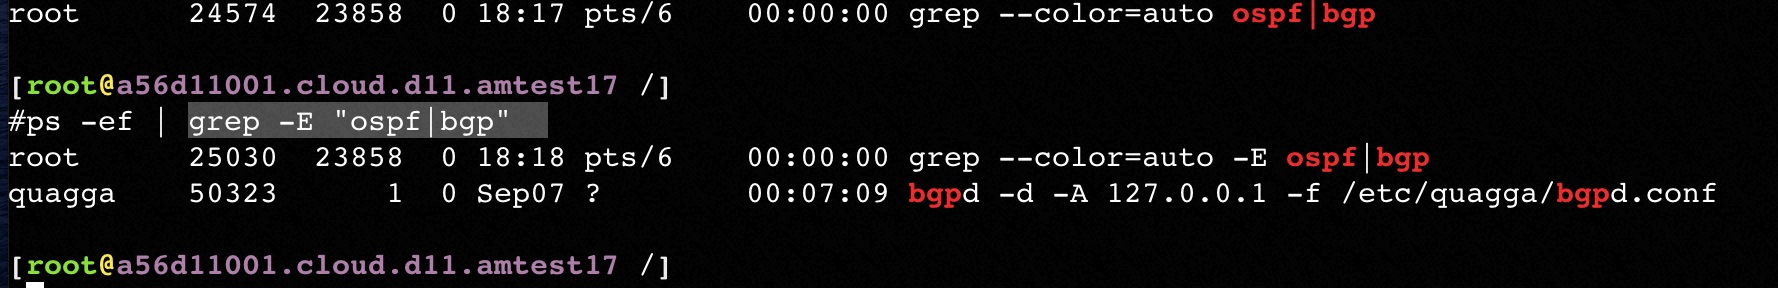 root      24574  23858  0 18:17 pts/6    00:00:00 grep --color=auto ospf|bgp
[root@a56d11001.cloud.d11.amtest17 /]
#ps -ef | grep -E "ospf|bgp"
root      25030  23858  0 18:18 pts/6    00:00:00 grep --color=auto -E ospf|bgp
quagga    50323      1  0 Sep07 ?        00:07:09 bgpd -d -A 127.0.0.1 -f /etc/quagga/bgpd.conf
[root@a56d11001.cloud.d11.amtest17 /]